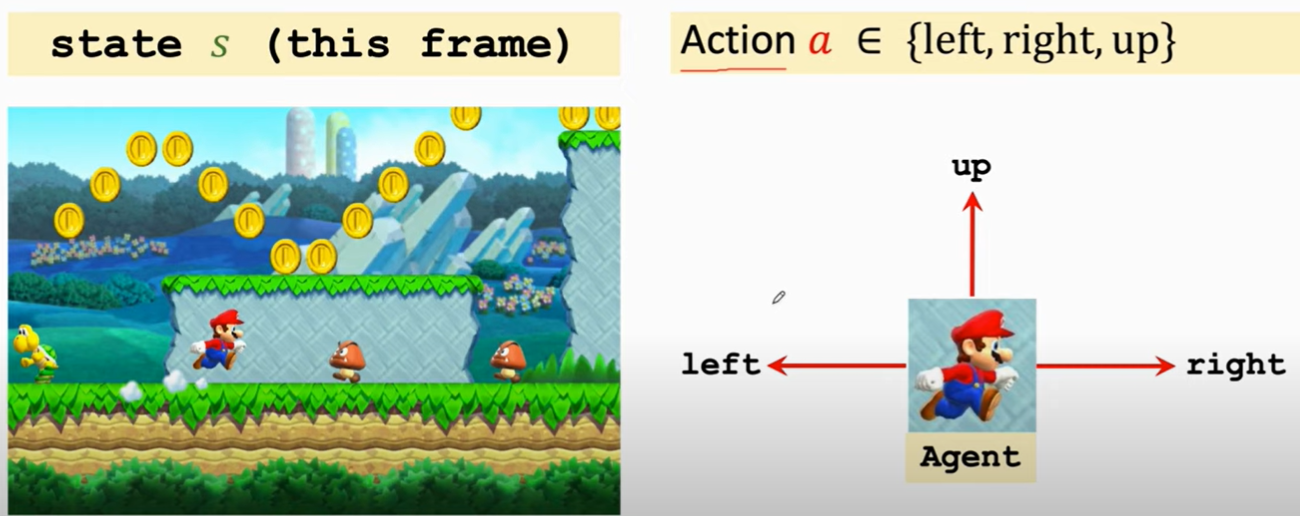 state s (this frame)
Action a ∈ {left, right, up}
up
left
right
Agent